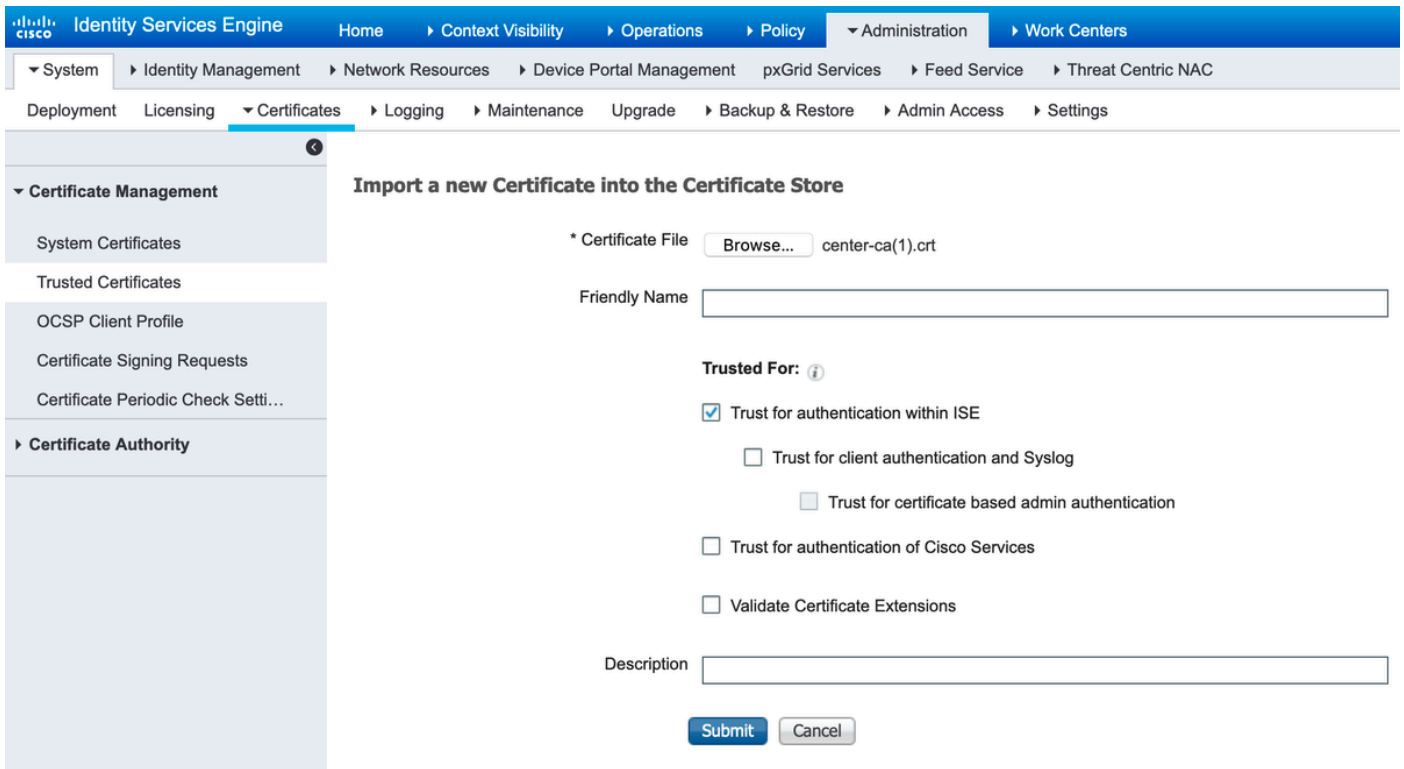 cisco Identity Services Engine Home Context Visibility Operations Policy Administration Work Centers
System Identity Management Network Resources Device Portal Management pxGrid Services Feed Service Threat Centric NAC
Deployment Licensing Certificates Logging Maintenance Upgrade Backup & Restore Admin Access Settings
Certificate Management
System Certificates
Trusted Certificates
OCSP Client Profile
Certificate Signing Requests
Certificate Periodic Check Setti...
Certificate Authority
Import a new Certificate into the Certificate Store
* Certificate File Browse... center-ca(1).crt
Friendly Name
Trusted For: i
Trust for authentication within ISE
Trust for client authentication and Syslog
Trust for certificate based admin authentication
Trust for authentication of Cisco Services
Validate Certificate Extensions
Description
Submit Cancel